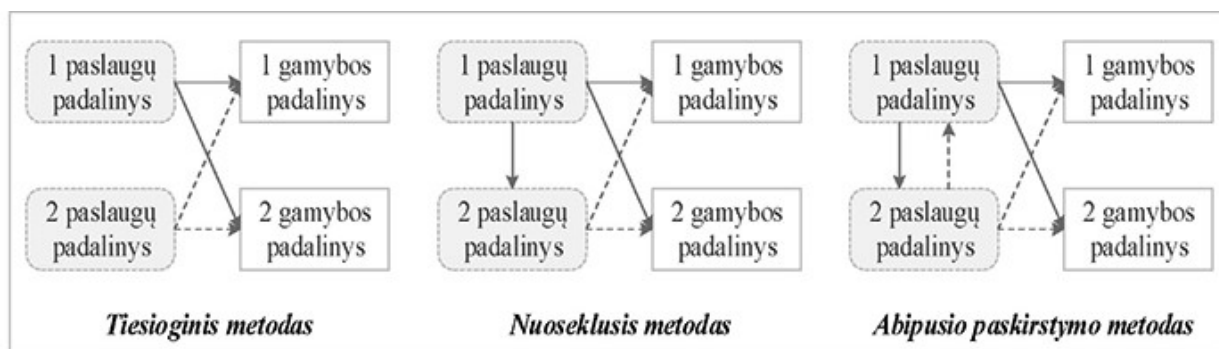 1 paslaugų
padalinys
1 gamybos
padalinys
2 paslaugų
padalinys
2 gamybos
padalinys
Tiesioginis metodas
1 paslaugų
padalinys
1 gamybos
padalinys
2 paslaugų
padalinys
2 gamybos
padalinys
Nuoseklusis metodas
1 paslaugų
padalinys
1 gamybos
padalinys
2 paslaugų
padalinys
2 gamybos
padalinys
Abipusio paskirstymo metodas